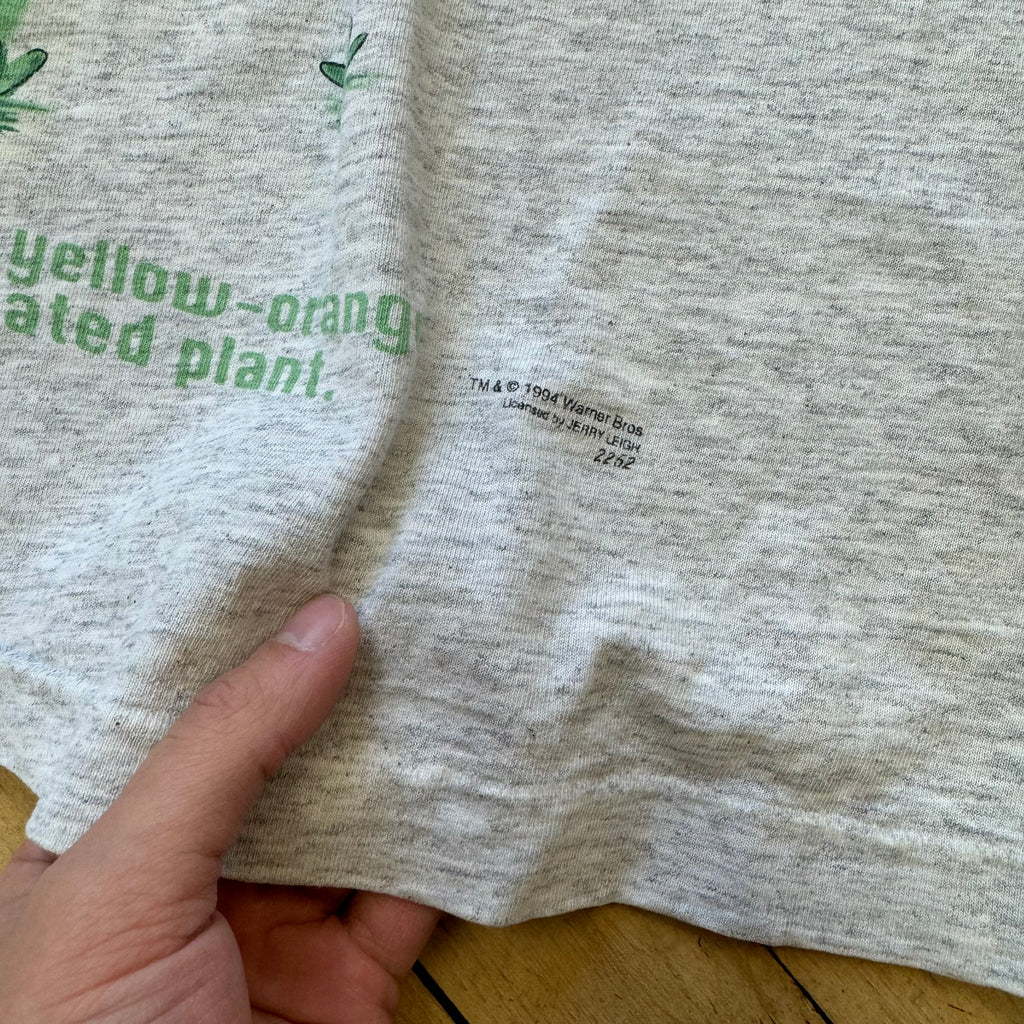 yellow-orang
ated plant.
TM & © 1994 Warner Bros
Licensed by JERRY LEIGH
2252